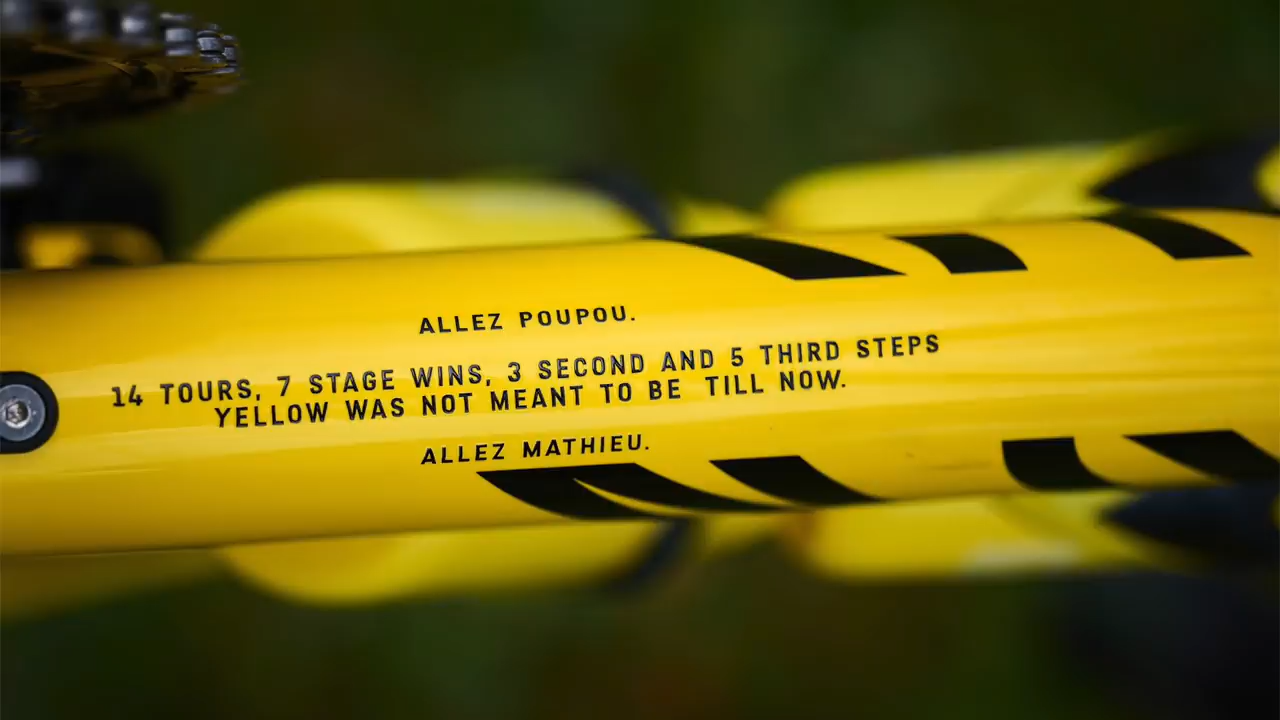 ALLEZ POUPOU.
14 TOURS, 7 STAGE WINS, 3 SECOND AND 5 THIRD STEPS
YELLOW WAS NOT MEANT TO BE TILL NOW.
ALLEZ MATHIEU.